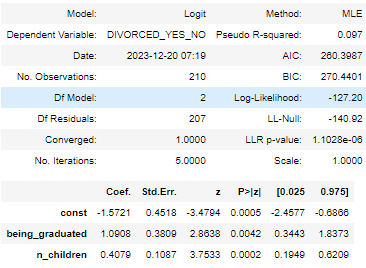 Model: Logit Method: MLE
Dependent Variable: DIVORCED_YES_NO Pseudo R-squared: 0.097
Date: 2023-12-20 07:19 AIC: 260.3987
No. Observations: 210 BIC: 270.4401
Df Model: 2 Log-Likelihood: -127.20
Df Residuals: 207 LL-Null: -140.92
Converged: 1.0000 LLR p-value: 1.1028e-06
No. Iterations: 5.0000 Scale: 1.0000
Coef. Std.Err. z P>|z| [0.025 0.975]
const -1.5721 0.4518 -3.4794 0.0005 -2.4577 -0.6866
being_graduated 1.0908 0.3809 2.8638 0.0042 0.3443 1.8373
n_children 0.4079 0.1087 3.7533 0.0002 0.1949 0.6209